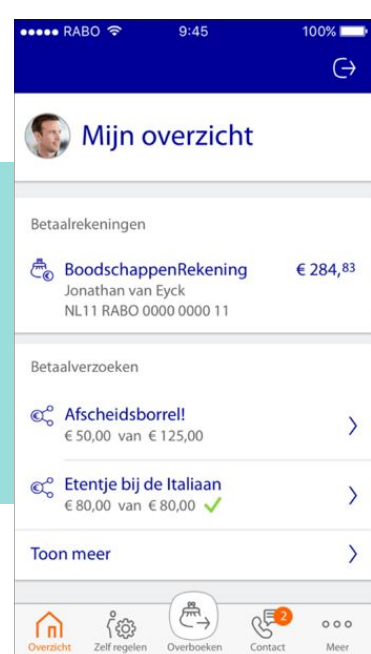 RABO 9:45 100%
Mijn overzicht
Betaalrekeningen
BoodschappenRekening € 284,83
Jonathan van Eyck
NL11 RABO 0000 0000 11
Betaalverzoeken
Afscheidsborrel!
€ 50,00 van € 125,00
Etentje bij de Italiaan
€ 80,00 van € 80,00
Toon meer
2
Overzicht Zelf regelen Overboeken Contact Meer